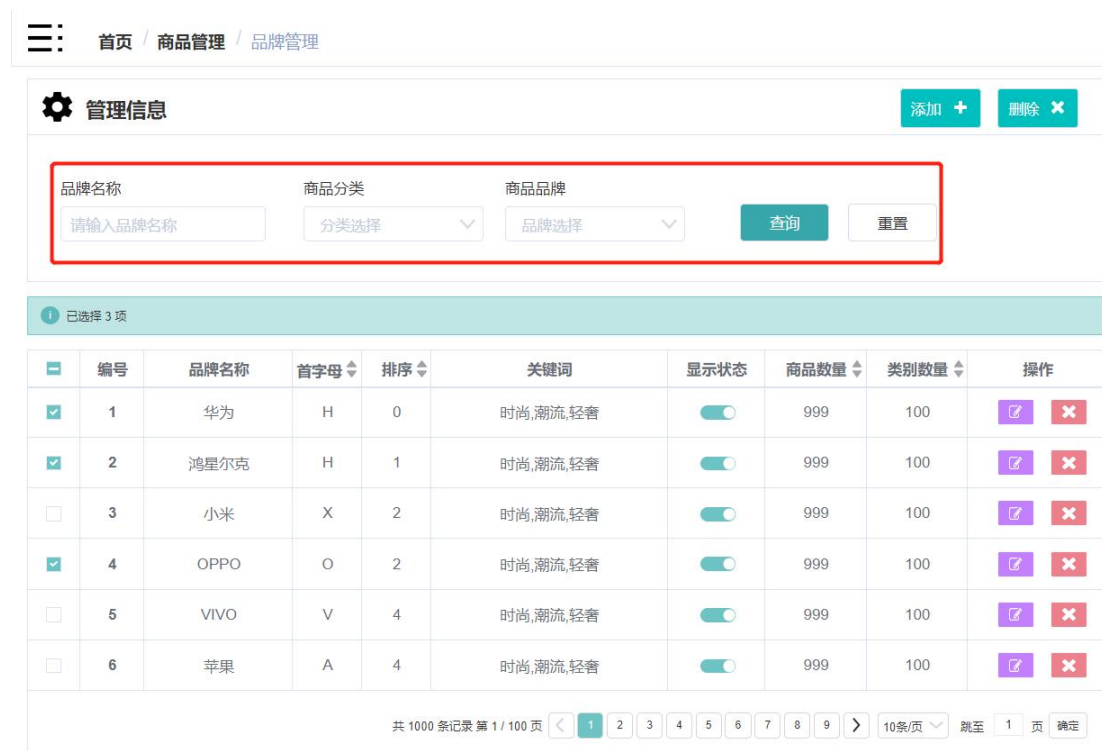 首页 / 商品管理 / 品牌管理
管理信息
添加
删除
品牌名称 商品分类 商品品牌
请输入品牌名称 分类选择 品牌选择 查询 重置
已选择 3 项
编号 品牌名称 首字母 排序 关键词 显示状态 商品数量 类别数量 操作
1 华为 H 0 时尚,潮流,轻奢 999 100
2 鸿星尔克 H 1 时尚,潮流,轻奢 999 100
3 小米 X 2 时尚,潮流,轻奢 999 100
4 OPPO O 2 时尚,潮流,轻奢 999 100
5 VIVO V 4 时尚,潮流,轻奢 999 100
6 苹果 A 4 时尚,潮流,轻奢 999 100
共 1000 条记录 第 1 / 100 页 1 2 3 4 5 6 7 8 9 10条/页 跳至 1 页 确定